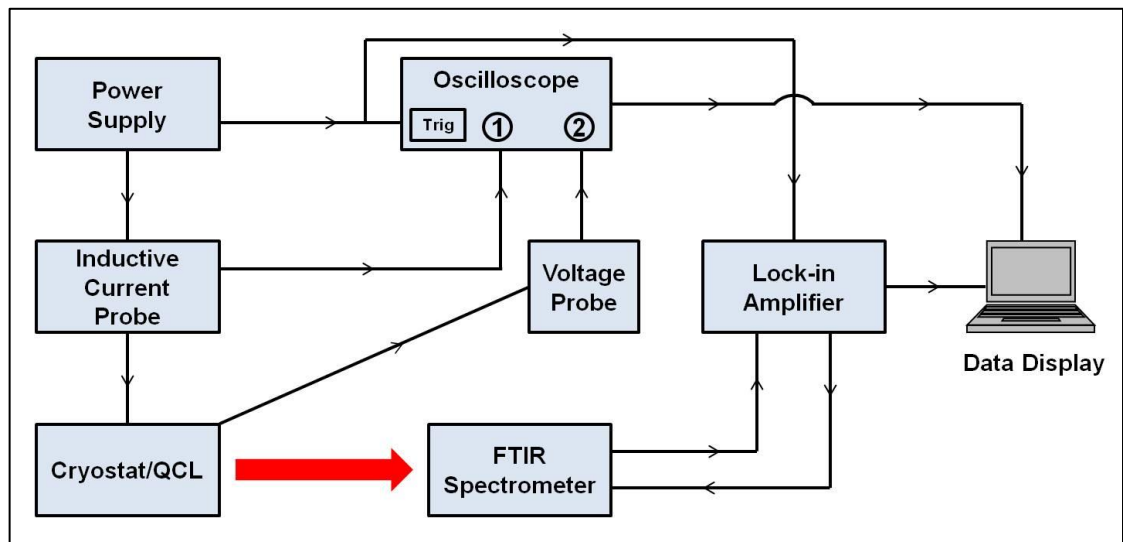 Power
Supply
Oscilloscope
Trig
1
2
Inductive
Current
Probe
Voltage
Probe
Lock-in
Amplifier
Data Display
Cryostat/QCL
FTIR
Spectrometer